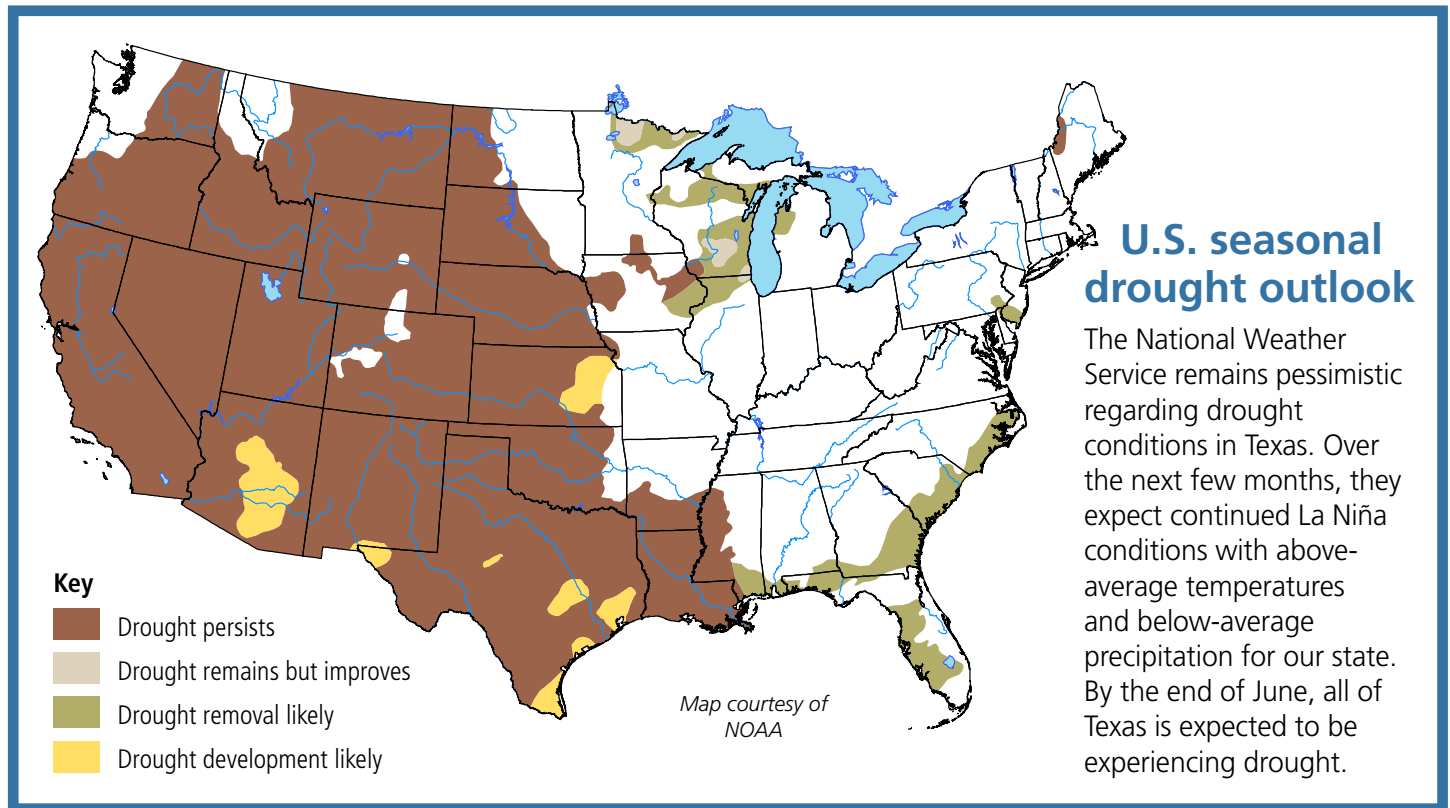 U.S. seasonal
drought outlook
The National Weather
Service remains pessimistic
regarding drought
conditions in Texas. Over
the next few months, they
expect continued La Niña
conditions with above-
average temperatures
and below-average
precipitation for our state.
By the end of June, all of
Texas is expected to be
experiencing drought.
Key
Drought persists
Drought remains but improves
Drought removal likely
Drought development likely
Map courtesy of
NOAA